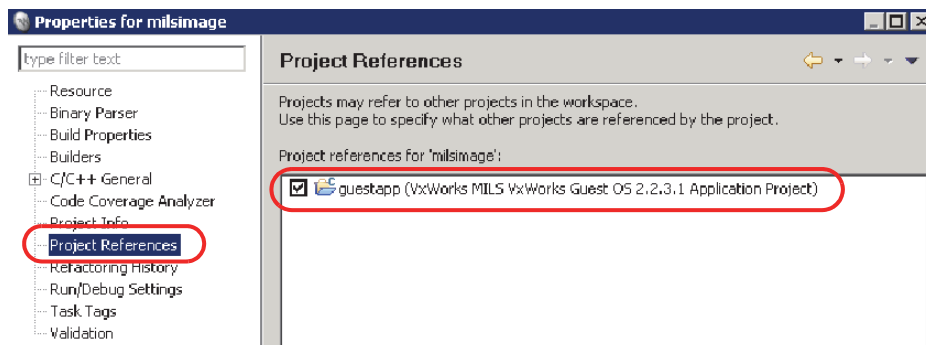 Properties for milsimage
type filter text
Resource
Binary Parser
Build Properties
Builders
C/C++ General
Code Coverage Analyzer
Project Info
Project References
Refactoring History
Run/Debug Settings
Task Tags
Validation
Project References
Projects may refer to other projects in the workspace.
Use this page to specify what other projects are referenced by the project.
Project references for 'milsimage':
guestapp (VxWorks MILS VxWorks Guest OS 2.2.3.1 Application Project)